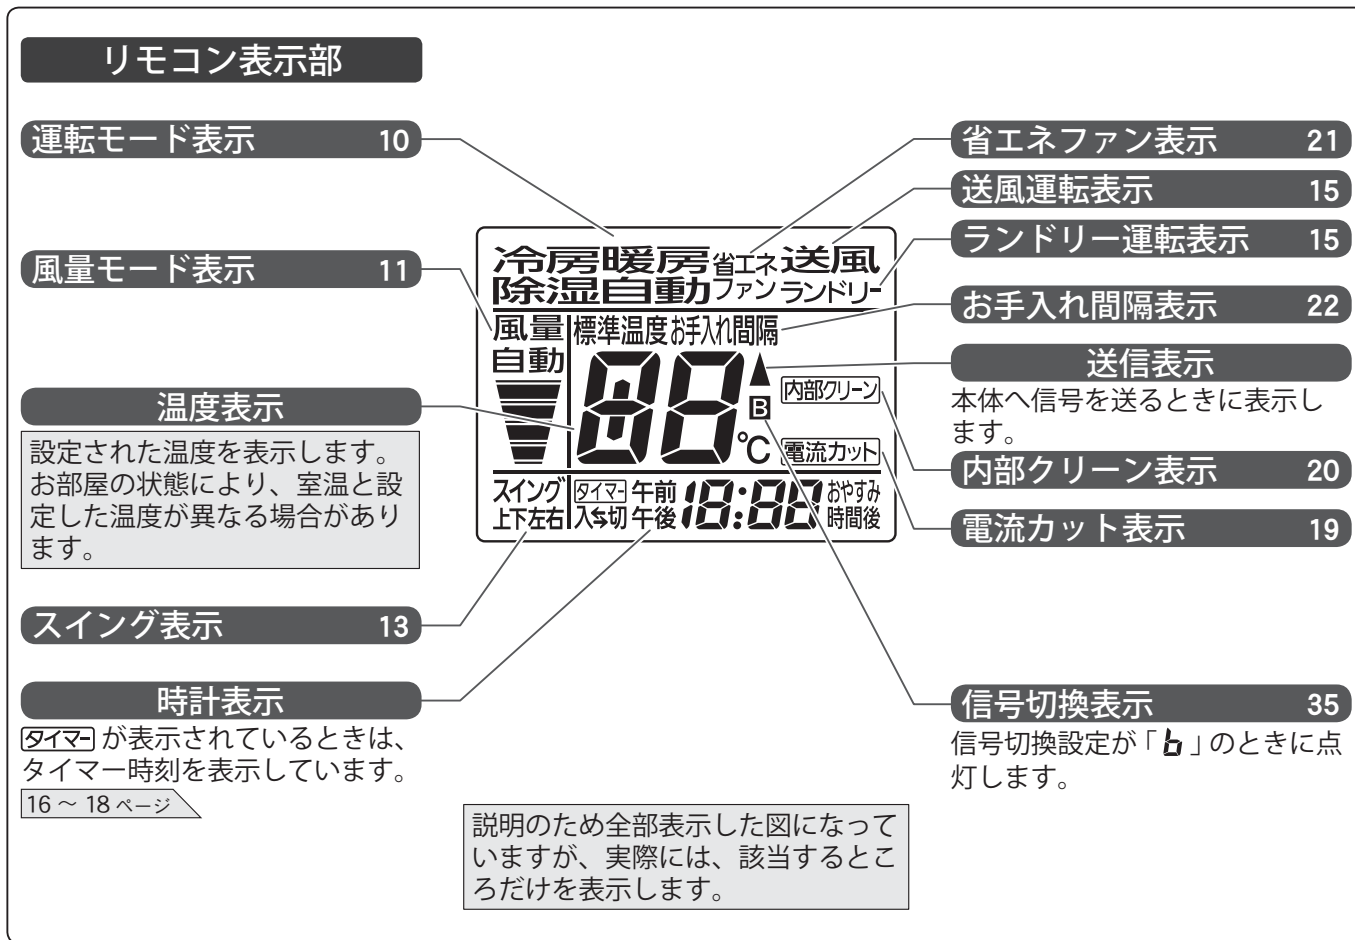 リモコン表示部
運転モード表示 10
風量モード表示 11
温度表示
設定された温度を表示します。
お部屋の状態により、室温と設
定した温度が異なる場合があり
ます。
スイング表示 13
時計表示
タイマー が表示されているときは、
タイマー時刻を表示しています。
16 ～ 18 ページ
冷房暖房省エネ送風
除湿自動ファンランドリー
風量 標準温度お手入れ間隔
自動
88
B
℃
内部クリーン
電流カット
スイング タイマー 午前 18:88 おやすみ
上下左右 入⇆切 午後 時間後
省エネファン表示 21
送風運転表示 15
ランドリー運転表示 15
お手入れ間隔表示 22
送信表示
本体へ信号を送るときに表示し
ます。
内部クリーン表示 20
電流カット表示 19
信号切換表示 35
信号切換設定が「b」のときに点
灯します。
説明のため全部表示した図になって
いますが、実際には、該当するとこ
ろだけを表示します。